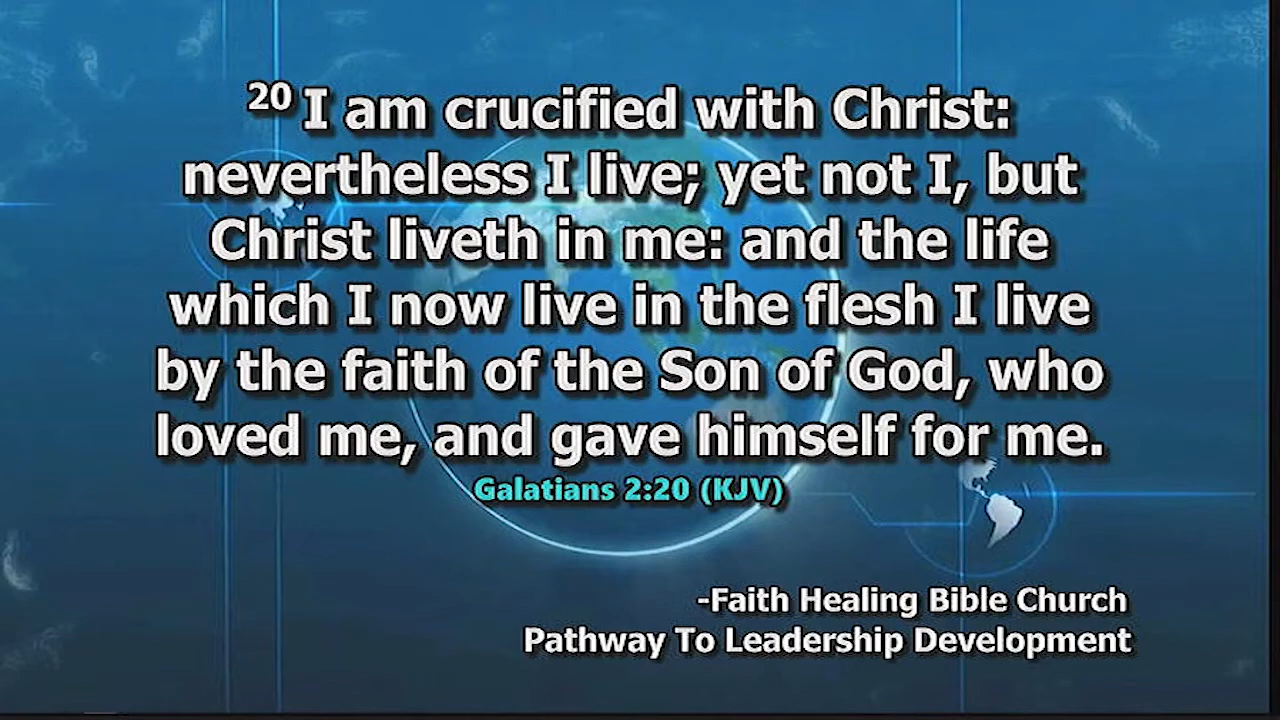 20 I am crucified with Christ:
nevertheless I live; yet not I, but
Christ liveth in me: and the life
which I now live in the flesh I live
by the faith of the Son of God, who
loved me, and gave himself for me.
Galatians 2:20 (KJV)
-Faith Healing Bible Church
Pathway To Leadership Development